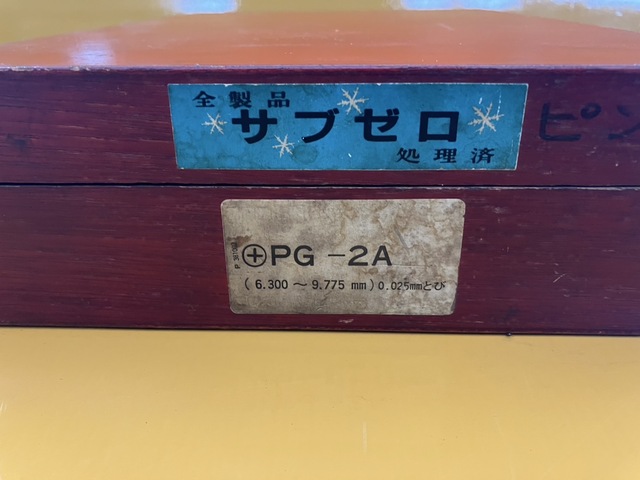 全製品
サブゼロ
処理済
ピン
⊕PG-2A
(6.300～9.775 mm) 0.025mmとび